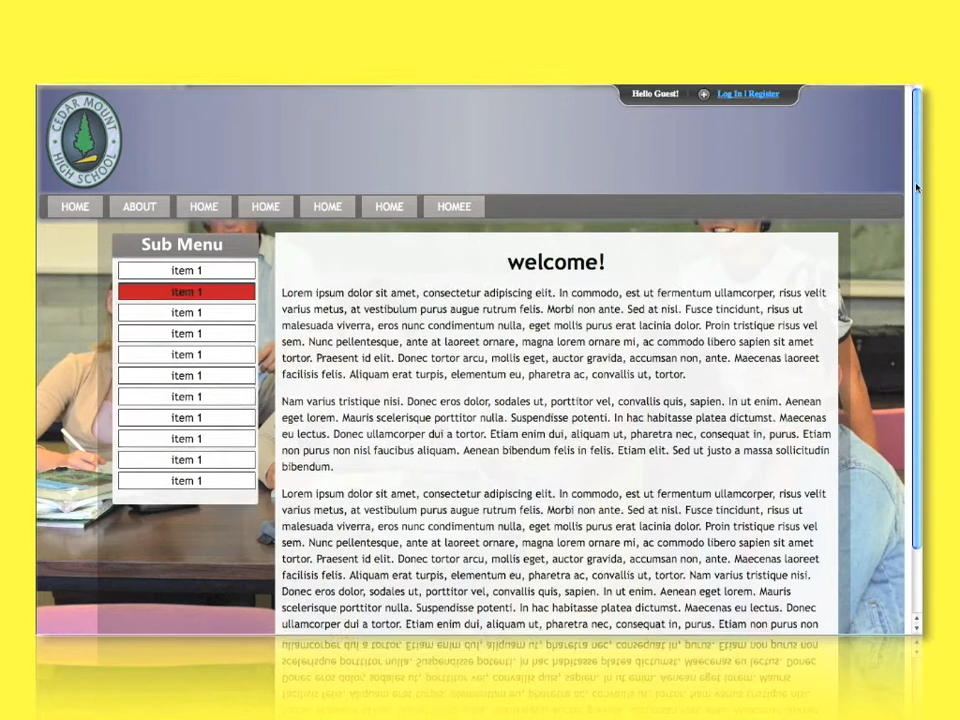 CEDAR MOUNT
HIGH SCHOOL
Hello Guest! Log In | Register
HOME ABOUT HOME HOME HOME HOME HOMEE
Sub Menu
item 1
item 1
item 1
item 1
item 1
item 1
item 1
item 1
item 1
item 1
item 1
welcome!
Lorem ipsum dolor sit amet, consectetur adipiscing elit. In commodo, est ut fermentum ullamcorper, risus velit
varius metus, at vestibulum purus augue rutrum felis. Morbi non ante. Sed at nisl. Fusce tincidunt, risus ut
malesuada viverra, eros nunc condimentum nulla, eget mollis purus erat lacinia dolor. Proin tristique risus vel
sem. Nunc pellentesque, ante at laoreet ornare, magna lorem ornare mi, ac commodo libero sapien sit amet
tortor. Praesent id elit. Donec tortor arcu, mollis eget, auctor gravida, accumsan non, ante. Maecenas laoreet
facilisis felis. Aliquam erat turpis, elementum eu, pharetra ac, convallis ut, tortor.
Nam varius tristique nisi. Donec eros dolor, sodales ut, porttitor vel, convallis quis, sapien. In ut enim. Aenean
eget lorem. Mauris scelerisque porttitor nulla. Suspendisse potenti. In hac habitasse platea dictumst. Maecenas
eu lectus. Donec ullamcorper dui a tortor. Etiam enim dui, aliquam ut, pharetra nec, consequat in, purus. Etiam
non purus non nisl faucibus aliquam. Aenean bibendum felis in felis. Etiam elit. Sed ut justo a massa sollicitudin
bibendum.
Lorem ipsum dolor sit amet, consectetur adipiscing elit. In commodo, est ut fermentum ullamcorper, risus velit
varius metus, at vestibulum purus augue rutrum felis. Morbi non ante. Sed at nisl. Fusce tincidunt, risus ut
malesuada viverra, eros nunc condimentum nulla, eget mollis purus erat lacinia dolor. Proin tristique risus vel
sem. Nunc pellentesque, ante at laoreet ornare, magna lorem ornare mi, ac commodo libero sapien sit amet
tortor. Praesent id elit. Donec tortor arcu, mollis eget, auctor gravida, accumsan non, ante. Maecenas laoreet
facilisis felis. Aliquam erat turpis, elementum eu, pharetra ac, convallis ut, tortor. Nam varius tristique nisi.
Donec eros dolor, sodales ut, porttitor vel, convallis quis, sapien. In ut enim. Aenean eget lorem. Mauris
scelerisque porttitor nulla. Suspendisse potenti. In hac habitasse platea dictumst. Maecenas eu lectus. Donec
ullamcorper dui a tortor. Etiam enim dui, aliquam ut, pharetra nec, consequat in, purus. Etiam non purus non